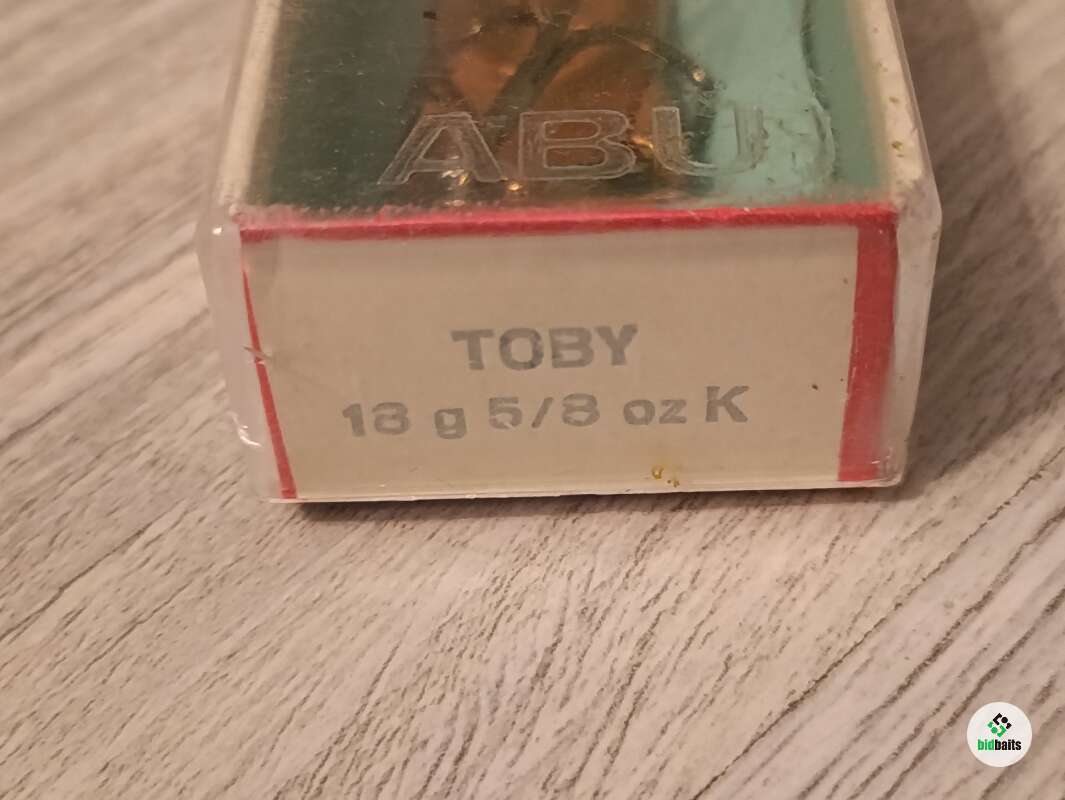 ABU
TOBY
18 g 5/8 oz K
bidbaits